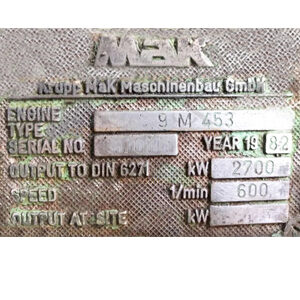 MaK
Krupp MaK Maschinenbau GmbH
ENGINE
TYPE 9 M 453
SERIAL NO. YEAR 19 82
OUTPUT TO DIN 6271 kW 2700
SPEED 1/min 600
OUTPUT AT SITE kW